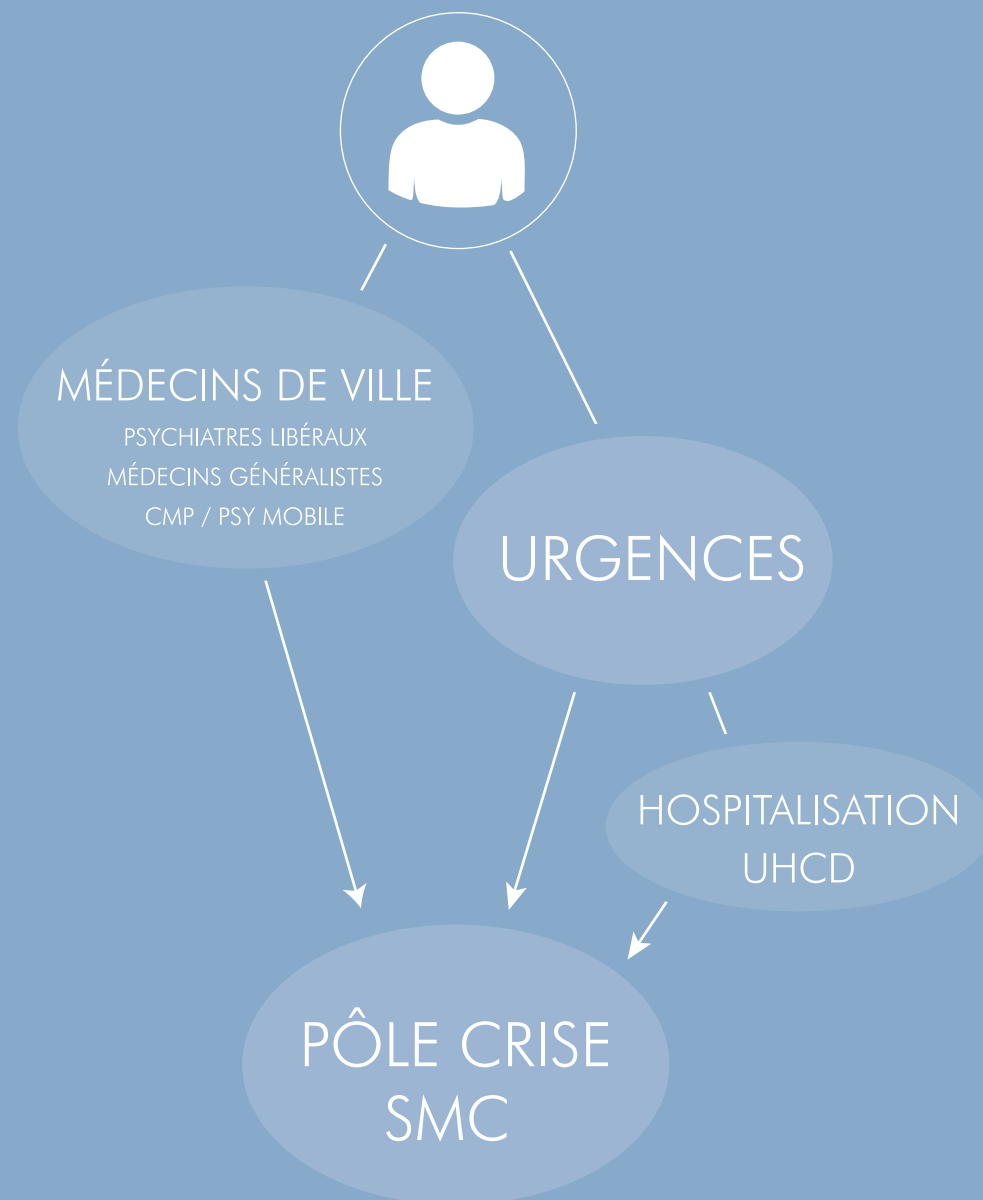 MÉDECINS DE VILLE
PSYCHIATRES LIBÉRAUX
MÉDECINS GÉNÉRALISTES
CMP / PSY MOBILE
URGENCES
HOSPITALISATION
UHCD
PÔLE CRISE
SMC